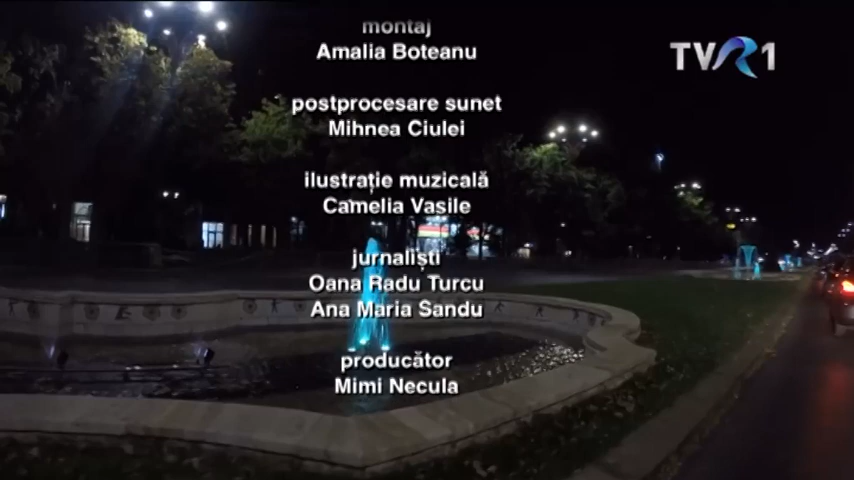 montaj
Amalia Boteanu
TVR1
postprocesare sunet
Mihnea Ciulei
ilustrație muzicală
Camelia Vasile
jurnaliști
Oana Radu Turcu
Ana Maria Sandu
producător
Mimi Necula